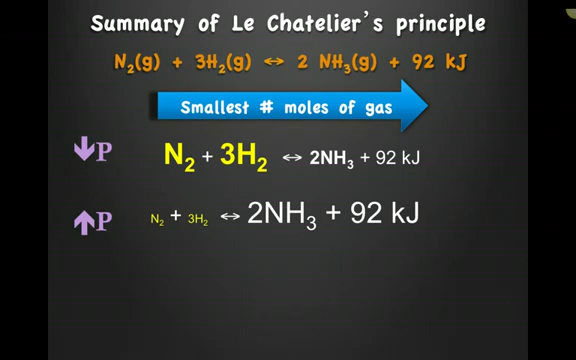 Summary of Le Chatelier's principle
N₂(g) + 3H₂(g) ↔ 2 NH₃(g) + 92 kJ
Smallest # moles of gas
↓P N₂ + 3H₂ ↔ 2NH₃ + 92 kJ
↑P N₂ + 3H₂ ↔ 2NH₃ + 92 kJ